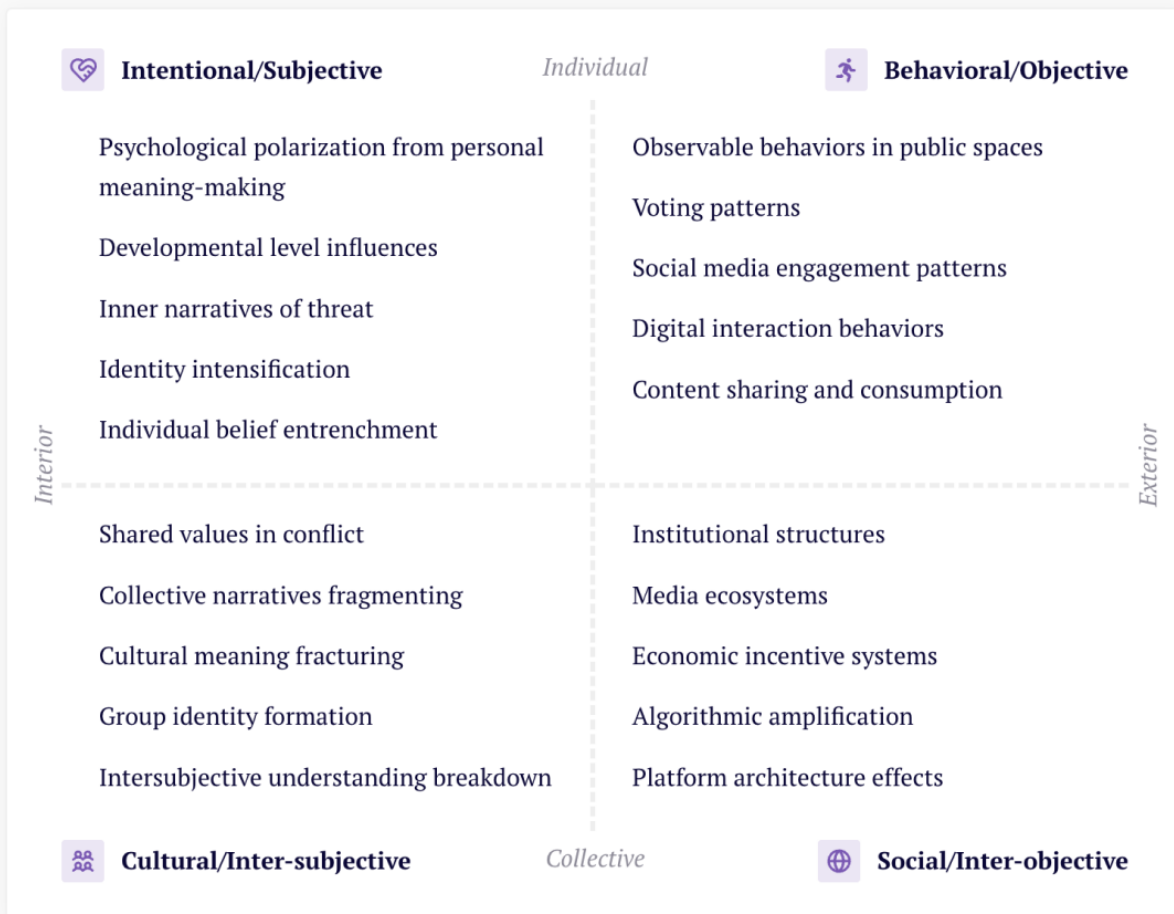 Intentional/Subjective
Individual
Behavioral/Objective
Psychological polarization from personal
meaning-making
Developmental level influences
Inner narratives of threat
Identity intensification
Individual belief entrenchment
Observable behaviors in public spaces
Voting patterns
Social media engagement patterns
Digital interaction behaviors
Content sharing and consumption
Interior
Exterior
Shared values in conflict
Collective narratives fragmenting
Cultural meaning fracturing
Group identity formation
Intersubjective understanding breakdown
Institutional structures
Media ecosystems
Economic incentive systems
Algorithmic amplification
Platform architecture effects
Cultural/Inter-subjective
Collective
Social/Inter-objective